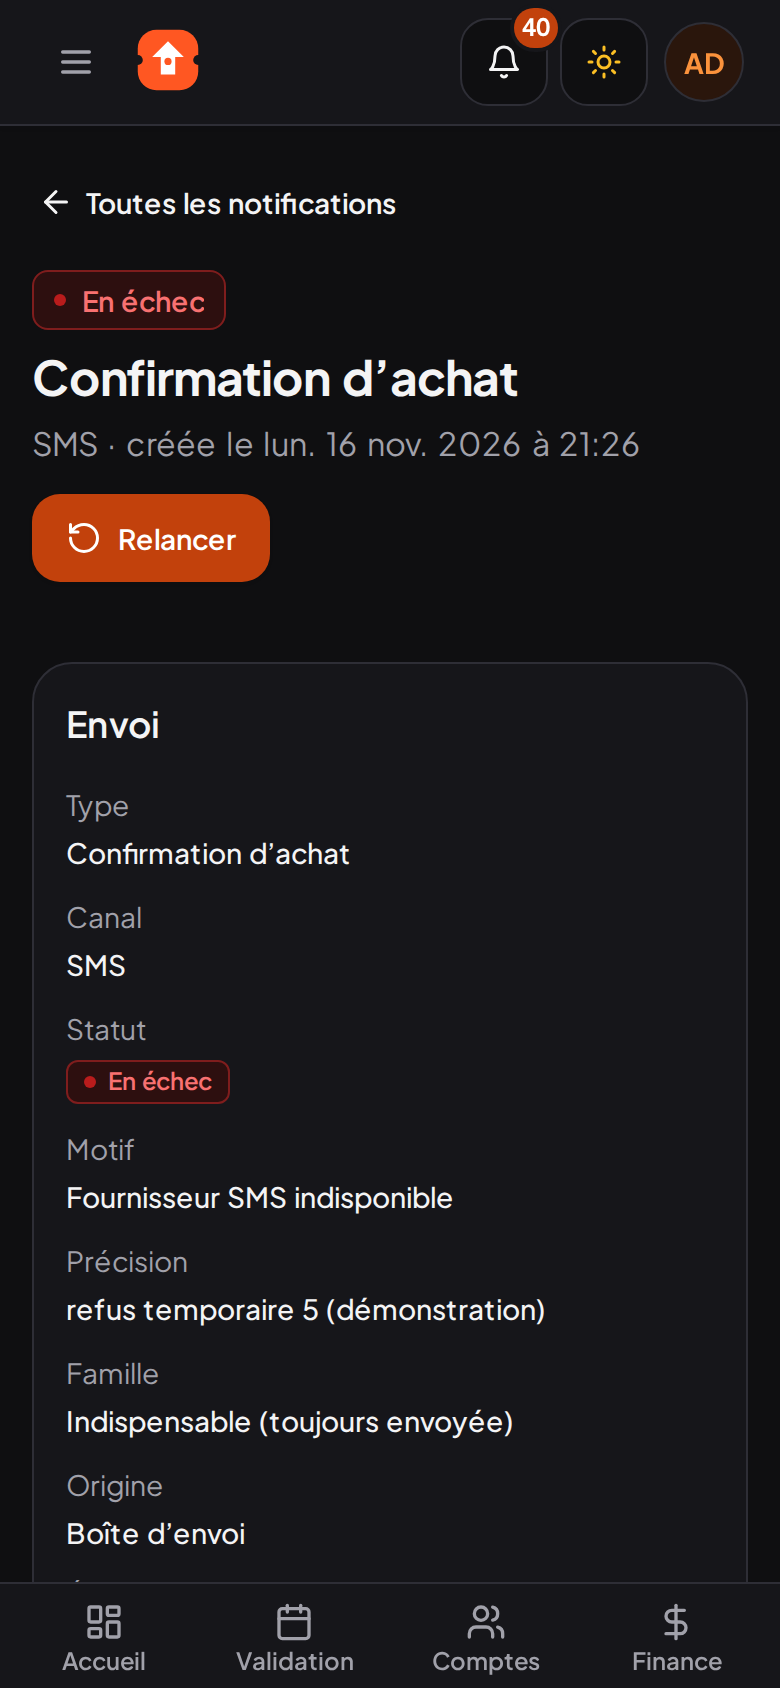 40
AD
Toutes les notifications
En échec
Confirmation d’achat
SMS · créée le lun. 16 nov. 2026 à 21:26
Relancer
Envoi
Type
Confirmation d’achat
Canal
SMS
Statut
En échec
Motif
Fournisseur SMS indisponible
Précision
refus temporaire 5 (démonstration)
Famille
Indispensable (toujours envoyée)
Origine
Boîte d’envoi
Accueil
Validation
Comptes
Finance